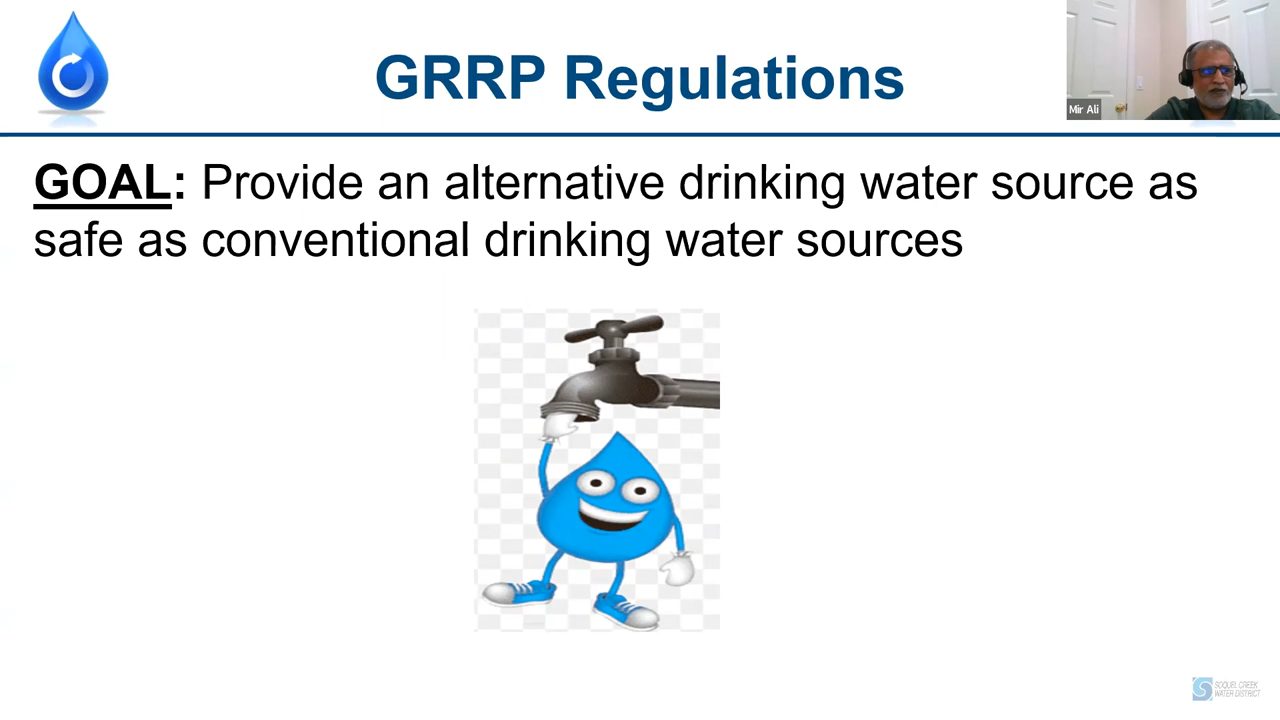 GRRP Regulations
Mir Ali
GOAL: Provide an alternative drinking water source as
safe as conventional drinking water sources
SOQUEL CREEK
WATER DISTRICT